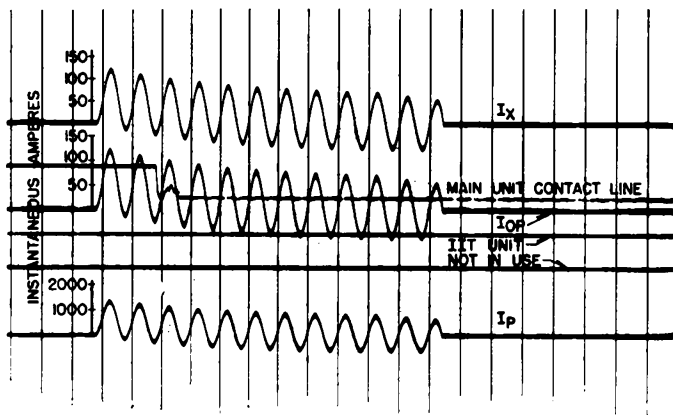 INSTANTANEOUS AMPERES
150
100
50
IX
150
100
50
MAIN UNIT CONTACT LINE
IOP
IIT UNIT
NOT IN USE
2000
1000
IP